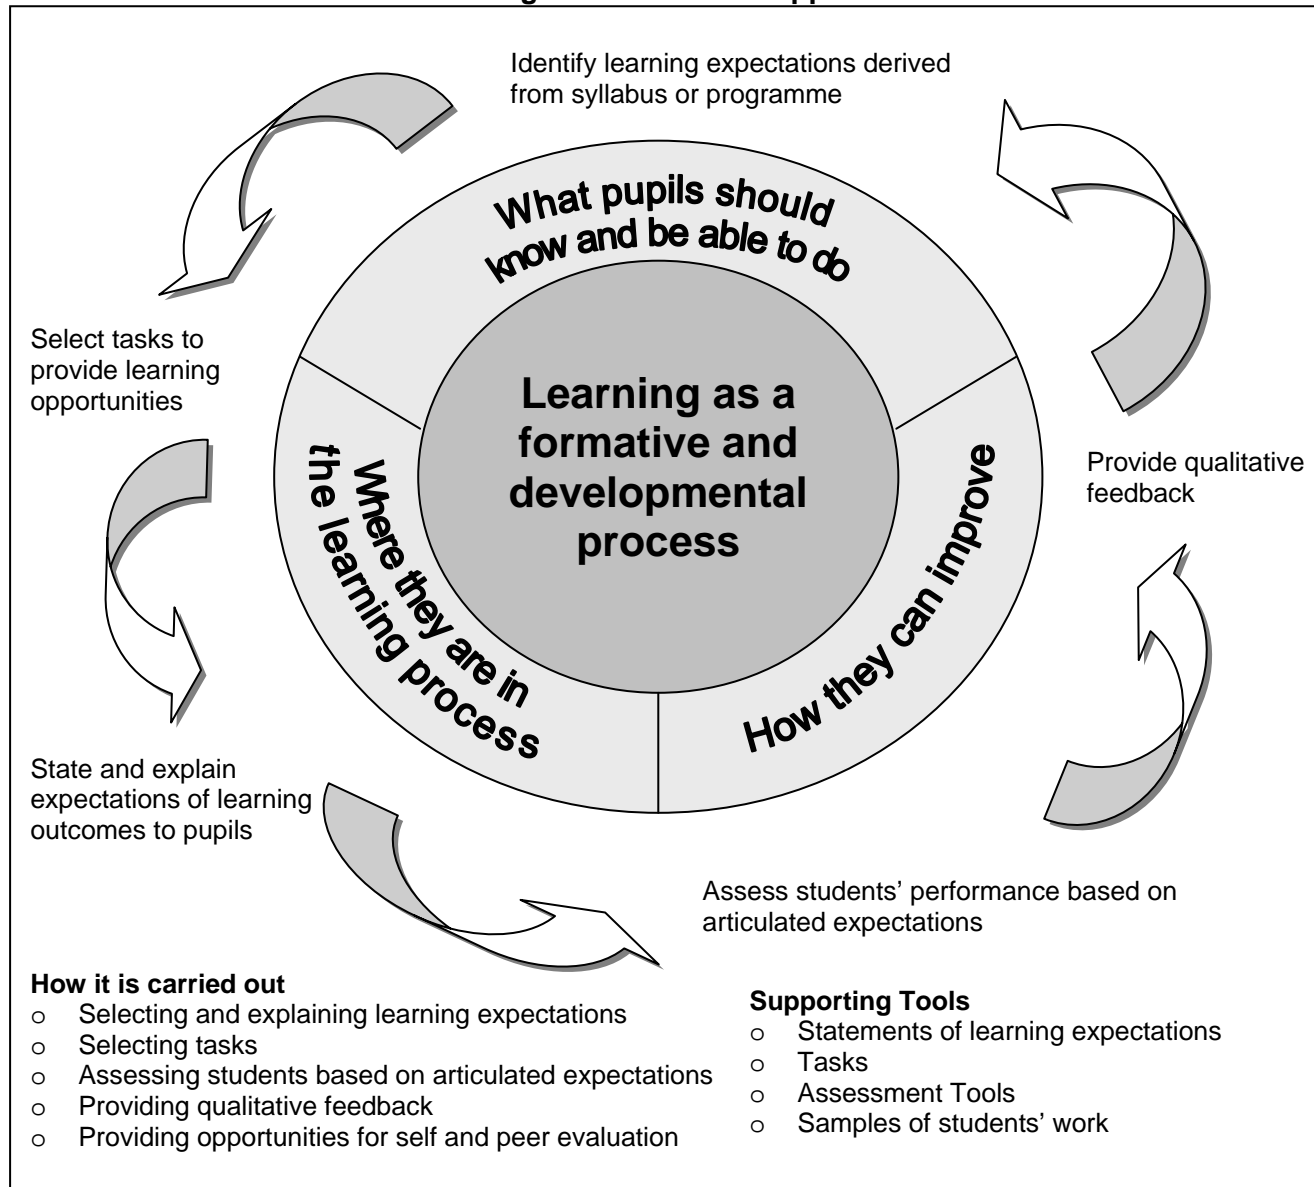 Identify learning expectations derived
from syllabus or programme
What pupils should
know and be able to do
Select tasks to
provide learning
opportunities
Learning as a
formative and
developmental
process
Where they are in
the learning process
How they can improve
Provide qualitative
feedback
State and explain
expectations of learning
outcomes to pupils
Assess students’ performance based on
articulated expectations
How it is carried out
o Selecting and explaining learning expectations
o Selecting tasks
o Assessing students based on articulated expectations
o Providing qualitative feedback
o Providing opportunities for self and peer evaluation
Supporting Tools
o Statements of learning expectations
o Tasks
o Assessment Tools
o Samples of students’ work